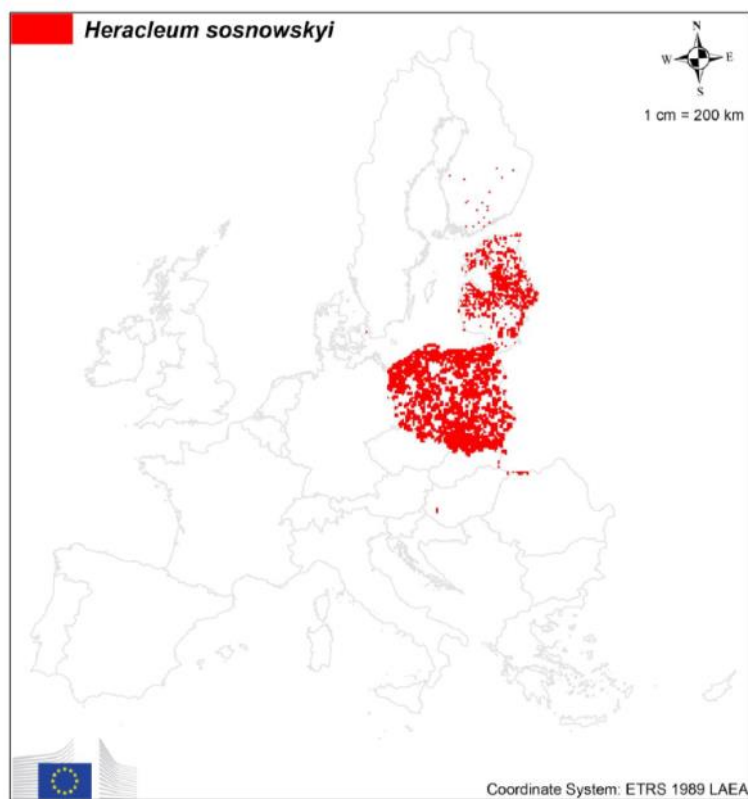 Heracleum sosnowskyi
N
W E
S
1 cm = 200 km
Coordinate System: ETRS 1989 LAEA